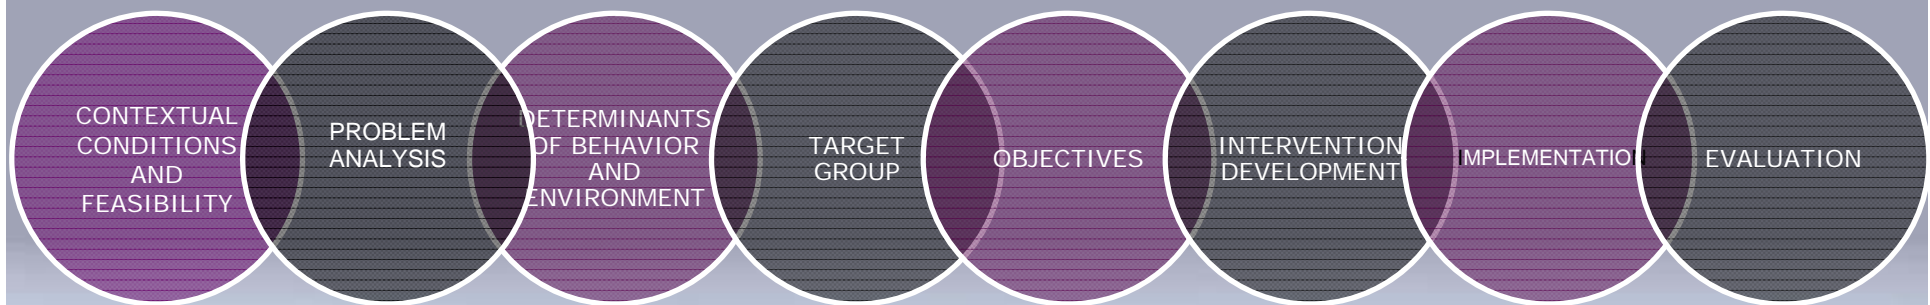 CONTEXTUAL
CONDITIONS
AND
FEASIBILITY
PROBLEM
ANALYSIS
DETERMINANTS
OF BEHAVIOR
AND
ENVIRONMENT
TARGET
GROUP
OBJECTIVES
INTERVENTION
DEVELOPMENT
IMPLEMENTATION
EVALUATION